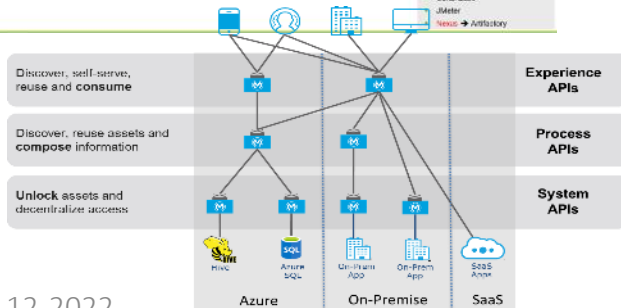 JMeter
Nexus → Artifactory
Discover, self-serve,
reuse and consume
Experience
APIs
Discover, reuse assets and
compose information
Process
APIs
Unlock assets and
decentralize access
System
APIs
SQL
Hive
Azure
SQL
On-Prem
App
On-Prem
App
SaaS
Apps
12, 2022
Azure
On-Premise
SaaS